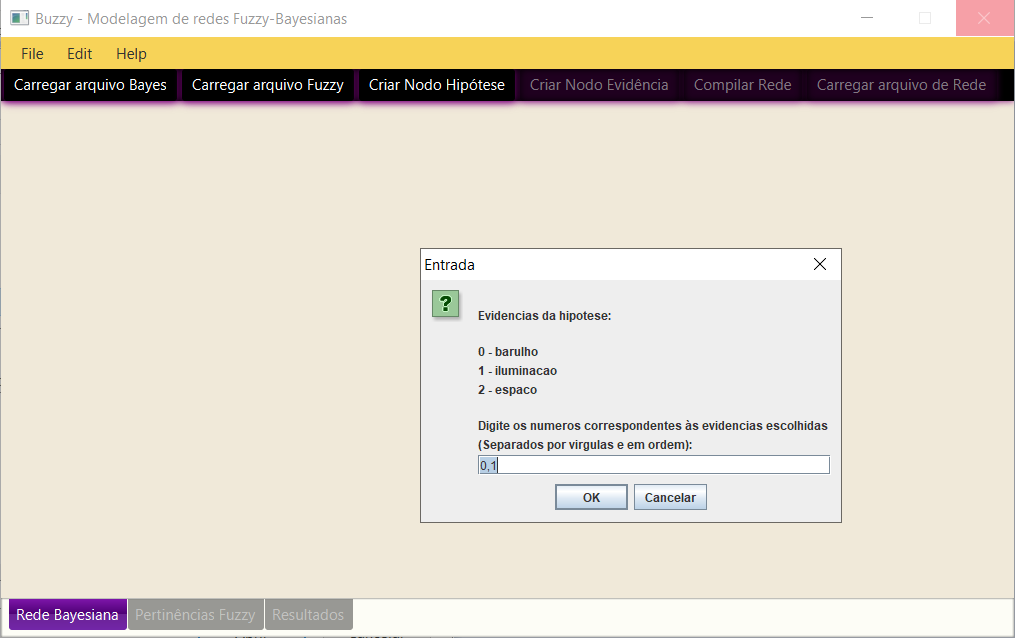 Buzzy - Modelagem de redes Fuzzy-Bayesianas
File Edit Help
Carregar arquivo Bayes Carregar arquivo Fuzzy Criar Nodo Hipótese Criar Nodo Evidência Compilar Rede Carregar arquivo de Rede
Entrada
?
Evidencias da hipotese:
0 - barulho
1 - iluminacao
2 - espaco
Digite os numeros correspondentes às evidencias escolhidas
(Separados por virgulas e em ordem):
0,1
OK Cancelar
Rede Bayesiana Pertinências Fuzzy Resultados